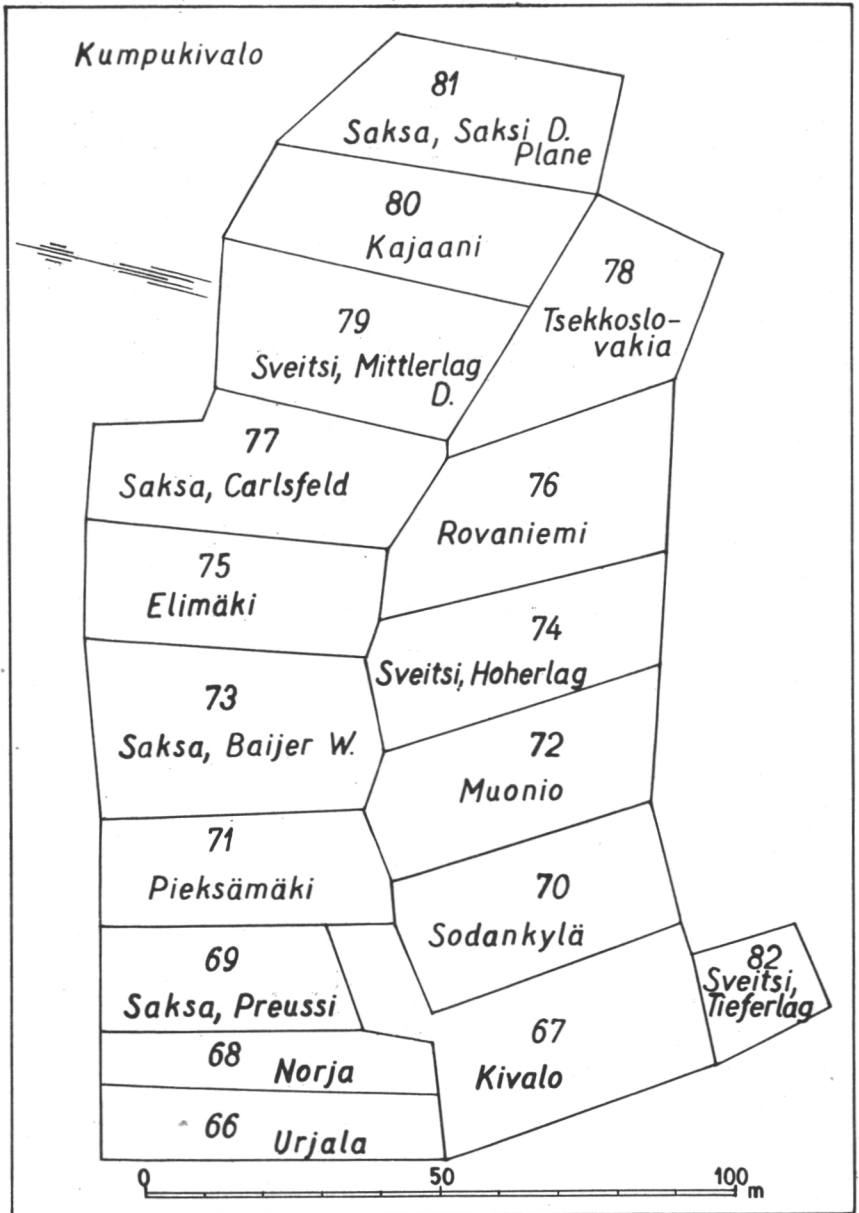 Kumpukivalo
81
Saksa, Saksi D.
Plane
80
Kajaani
78
Tsekkoslo-
vakia
79
Sveitsi, Mittlerlag
D.
77
Saksa, Carlsfeld
76
Rovaniemi
75
Elimäki
74
Sveitsi, Hoherlag
73
Saksa, Baijer W.
72
Muonio
71
Pieksämäki
70
Sodankylä
69
Saksa, Preussi
82
Sveitsi,
Tieferlag
67
Kivalo
68 Norja
66 Urjala
0 50 100 m